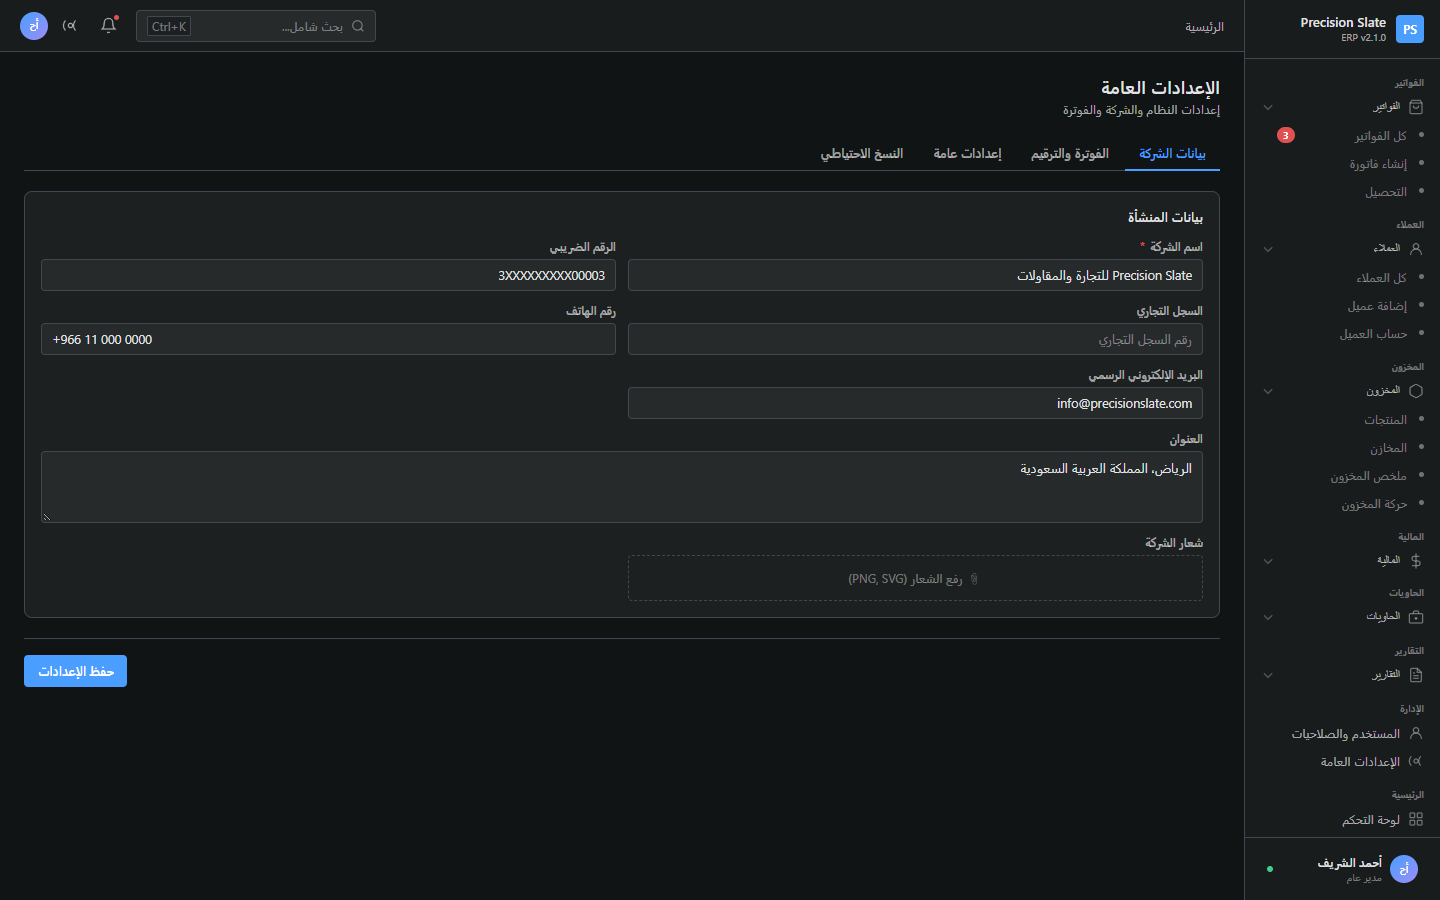 الرئيسية
بحث شامل...
Ctrl+K
أح
Precision Slate
ERP v2.1.0
PS
الفواتير
الفواتير
كل الفواتير
3
إنشاء فاتورة
التحصيل
العملاء
العملاء
كل العملاء
إضافة عميل
حساب العميل
المخزون
المخزون
المنتجات
المخازن
ملخص المخزون
حركة المخزون
المالية
المالية
الحاويات
الحاويات
التقارير
التقارير
الإدارة
المستخدم والصلاحيات
الإعدادات العامة
الرئيسية
لوحة التحكم
أح
أحمد الشريف
مدير عام
الإعدادات العامة
إعدادات النظام والشركة والفوترة
بيانات الشركة
الفوترة والترقيم
إعدادات عامة
النسخ الاحتياطي
بيانات المنشأة
اسم الشركة *
Precision Slate للتجارة والمقاولات
الرقم الضريبي
3XXXXXXXXX00003
السجل التجاري
رقم السجل التجاري
رقم الهاتف
+966 11 000 0000
البريد الإلكتروني الرسمي
info@precisionslate.com
العنوان
الرياض، المملكة العربية السعودية
شعار الشركة
رفع الشعار (PNG, SVG)
حفظ الإعدادات